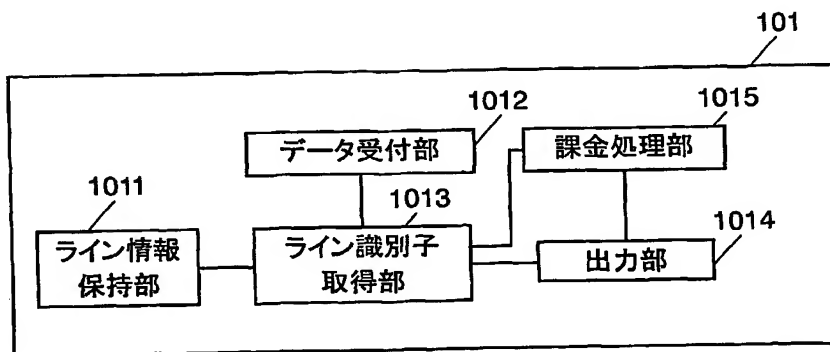 101
1012
データ受付部
1015
課金処理部
1011
ライン情報
保持部
1013
ライン識別子
取得部
1014
出力部